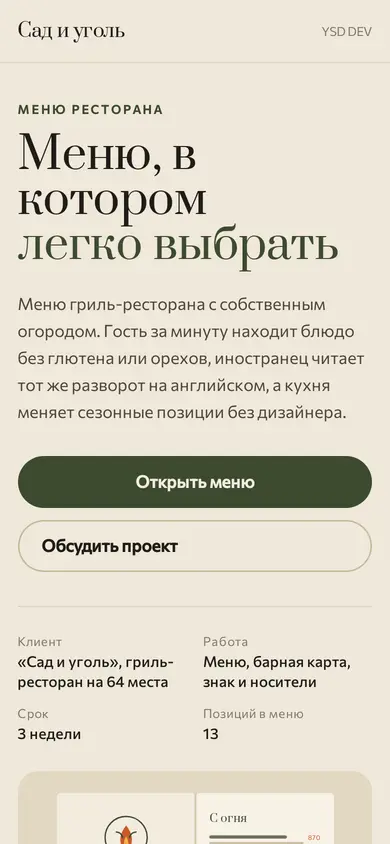 Сад и уголь
YSD DEV
МЕНЮ РЕСТОРАНА
Меню, в
котором
легко выбрать
Меню гриль-ресторана с собственным
огородом. Гость за минуту находит блюдо
без глютена или орехов, иностранец читает
тот же разворот на английском, а кухня
меняет сезонные позиции без дизайнера.
Открыть меню
Обсудить проект
Клиент
«Сад и уголь», гриль-
ресторан на 64 места
Работа
Меню, барная карта,
знак и носители
Срок
3 недели
Позиций в меню
13
С огня
870